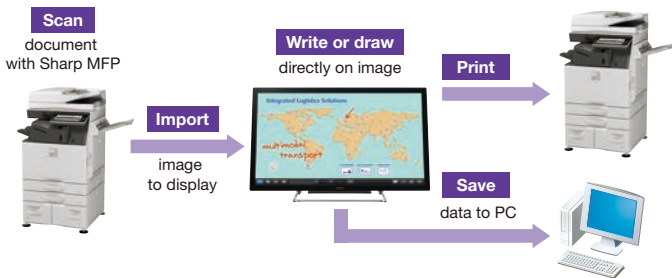 Scan
document
with Sharp MFP
Import
image
to display
Write or draw
directly on image
Integrated Logistics Solutions
multimodal
transport
Print
Save
data to PC